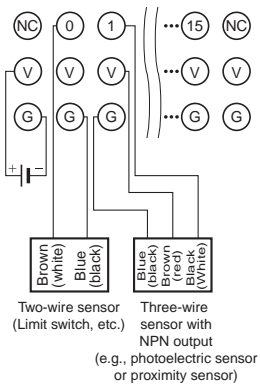 NC 0 1 ••• 15 NC
V V V ••• V V
G G G ••• G G
+ −
Brown
(white)
Blue
(black)
Blue
(black)
Brown
(red)
Black
(White)
Two-wire sensor
(Limit switch, etc.)
Three-wire
sensor with
NPN output
(e.g., photoelectric sensor
or proximity sensor)